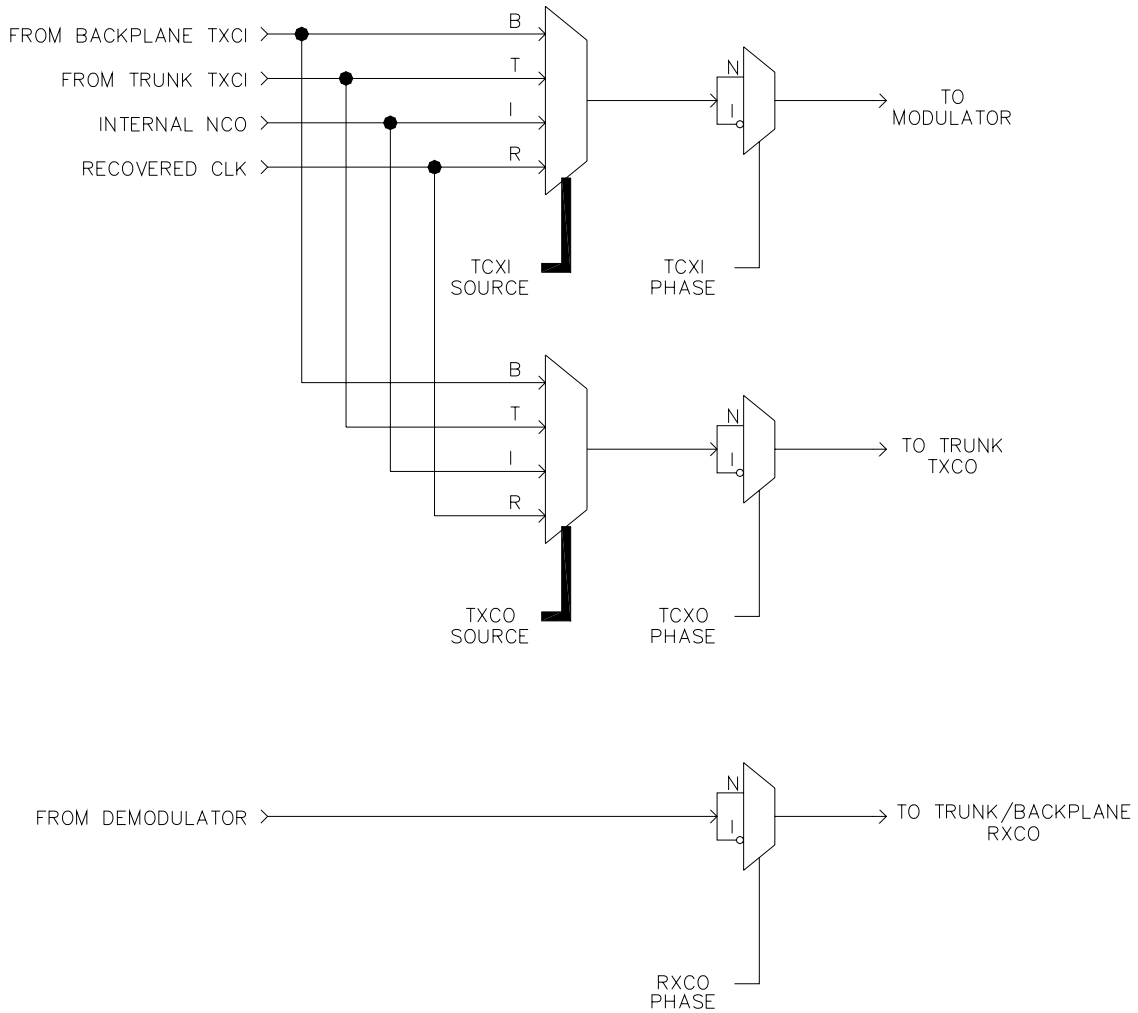 FROM BACKPLANE TXCI
FROM TRUNK TXCI
INTERNAL NCO
RECOVERED CLK
B
T
I
R
TCXI
SOURCE
N
I
TCXI
PHASE
TO
MODULATOR
B
T
I
R
TXCO
SOURCE
N
I
TCXO
PHASE
TO TRUNK
TXCO
FROM DEMODULATOR
N
I
RXCO
PHASE
TO TRUNK/BACKPLANE
RXCO